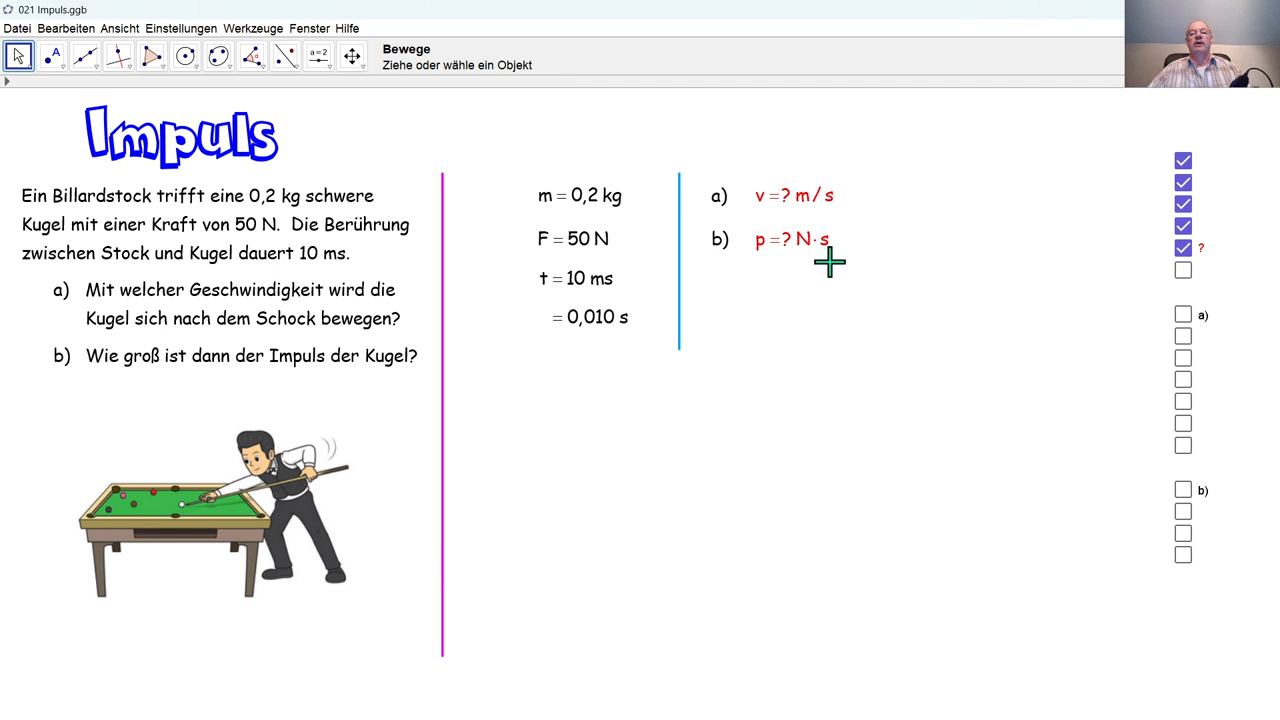 021 Impuls.ggb
Datei Bearbeiten Ansicht Einstellungen Werkzeuge Fenster Hilfe
A
a = 2
Bewege
Ziehe oder wähle ein Objekt
Impuls
Ein Billardstock trifft eine 0,2 kg schwere
Kugel mit einer Kraft von 50 N. Die Berührung
zwischen Stock und Kugel dauert 10 ms.
a) Mit welcher Geschwindigkeit wird die
Kugel sich nach dem Schock bewegen?
b) Wie groß ist dann der Impuls der Kugel?
m = 0,2 kg
F = 50 N
t = 10 ms
= 0,010 s
a) v = ? m / s
b) p = ? N · s
?
a)
b)